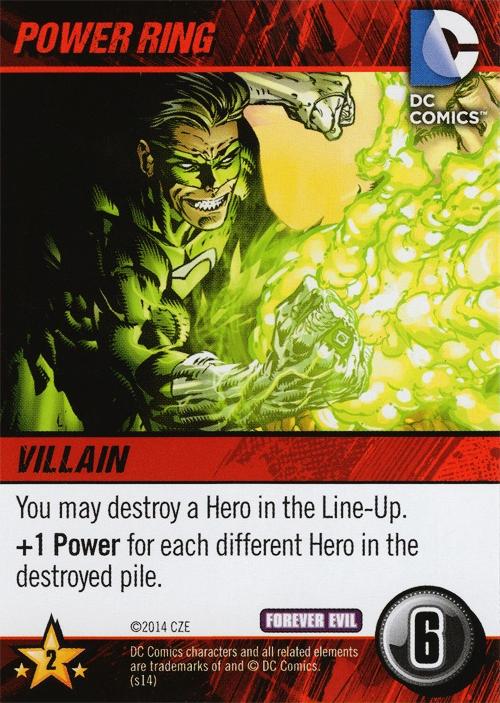 POWER RING
DC
COMICS™
VILLAIN
You may destroy a Hero in the Line-Up.
+1 Power for each different Hero in the
destroyed pile.
©2014 CZE
FOREVER EVIL
2
DC Comics characters and all related elements
are trademarks of and © DC Comics.
(s14)
6